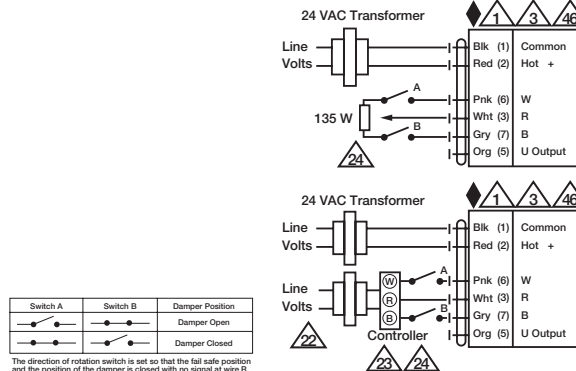 24 VAC Transformer
1 3 46
Line
Volts
Blk (1) Common
Red (2) Hot +
A
Pnk (6) W
135 W
Wht (3) R
B
Gry (7) B
Org (5) U Output
24
24 VAC Transformer
1 3 46
Line
Volts
Blk (1) Common
Red (2) Hot +
A
Line
Volts
W
Pnk (6) W
R
Wht (3) R
B
B
Gry (7) B
Org (5) U Output
22
Controller
23 24
Switch A Switch B Damper Position
Damper Open
Damper Closed
The direction of rotation switch is set so that the fail safe position
and the position of the damper is closed with no signal at wire B.